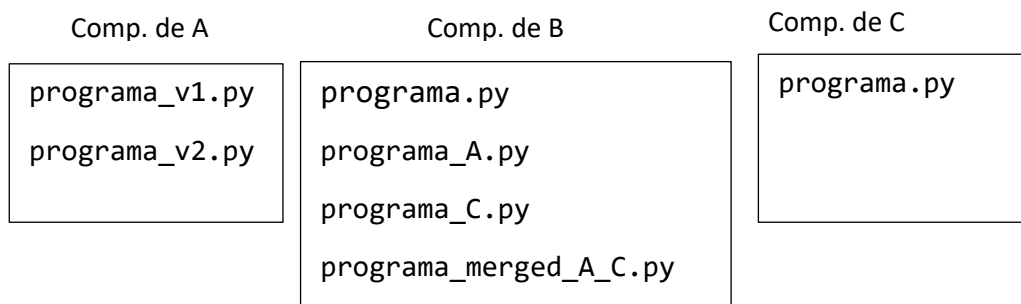 Comp. de A
programa_v1.py
programa_v2.py
Comp. de B
programa.py
programa_A.py
programa_C.py
programa_merged_A_C.py
Comp. de C
programa.py